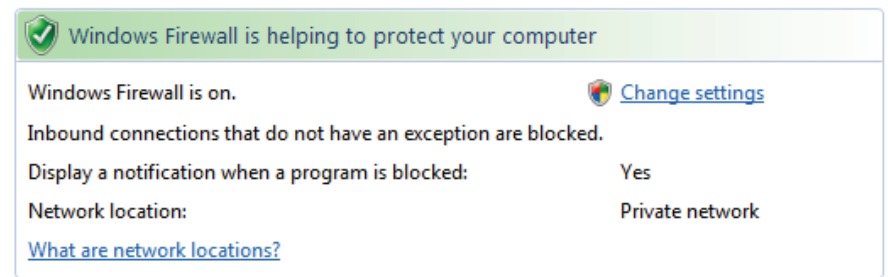 Windows Firewall is helping to protect your computer
Windows Firewall is on. Change settings
Inbound connections that do not have an exception are blocked.
Display a notification when a program is blocked: Yes
Network location: Private network
What are network locations?